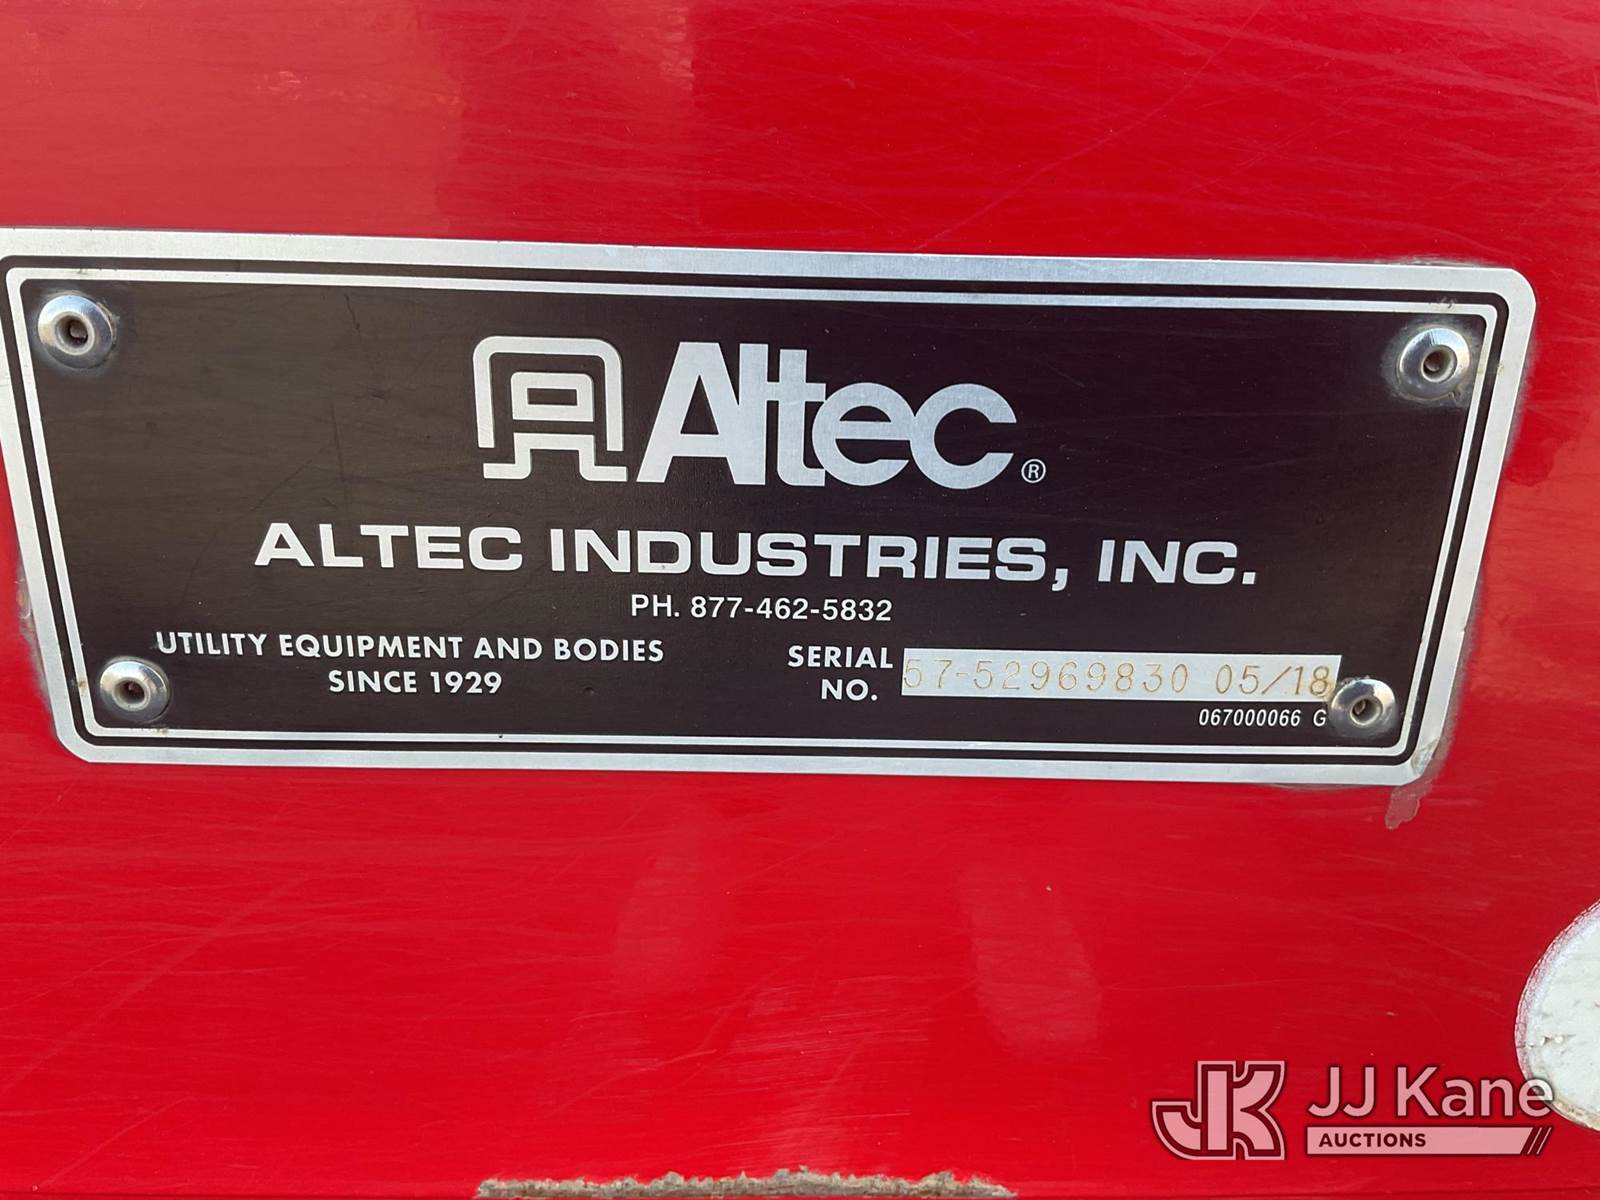 Altec®
ALTEC INDUSTRIES, INC.
PH. 877-462-5832
UTILITY EQUIPMENT AND BODIES
SINCE 1929
SERIAL
NO.
57-52969830 05/18
067000066 G
JK JJ Kane
AUCTIONS